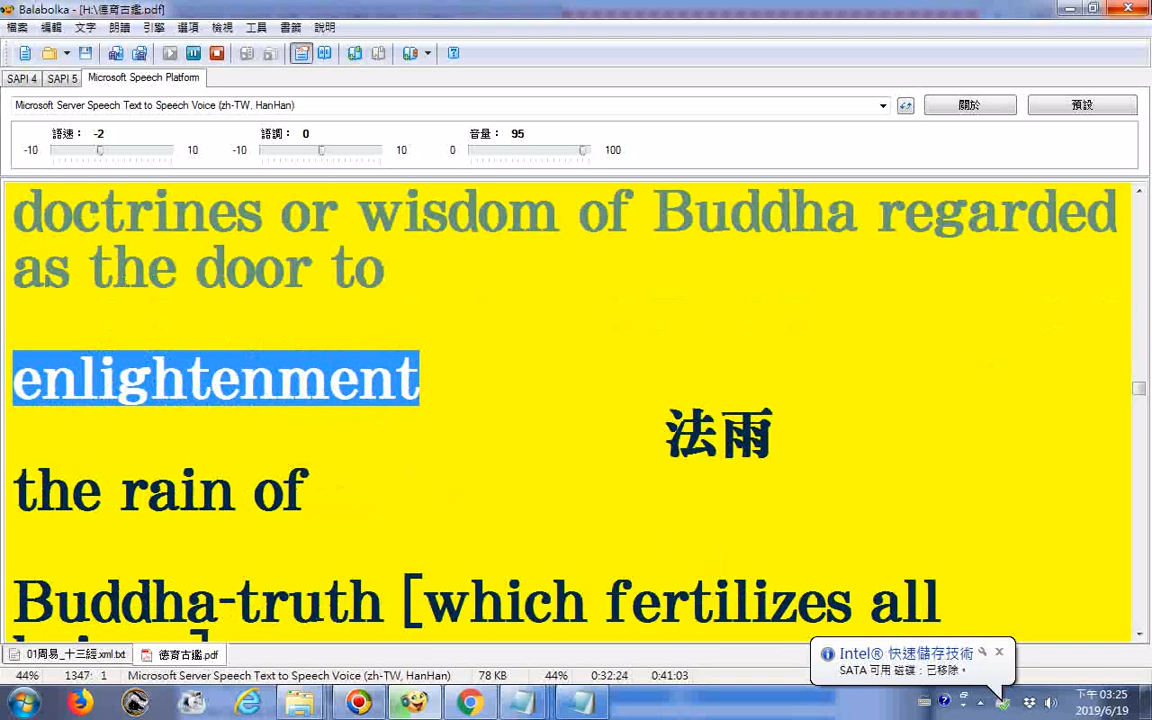 Balabolka - [H:\德育古鑑.pdf]
檔案 編輯 文字 朗讀 引擎 選項 檢視 工具 書籤 說明
SAPI 4 SAPI 5 Microsoft Speech Platform
Microsoft Server Speech Text to Speech Voice (zh-TW, HanHan) 關於 預設
語速： -2 語調： 0 音量： 95
-10 10 -10 10 0 100
doctrines or wisdom of Buddha regarded
as the door to
enlightenment
法雨
the rain of
Buddha-truth [which fertilizes all
01周易_十三經.xml.txt 德育古鑑.pdf
Intel® 快速儲存技術
SATA 可用 磁碟：已移除。
44% 1347: 1 Microsoft Server Speech Text to Speech Voice (zh-TW, HanHan) 78 KB 0:32:24 0:41:03
下午 03:25
2019/6/19